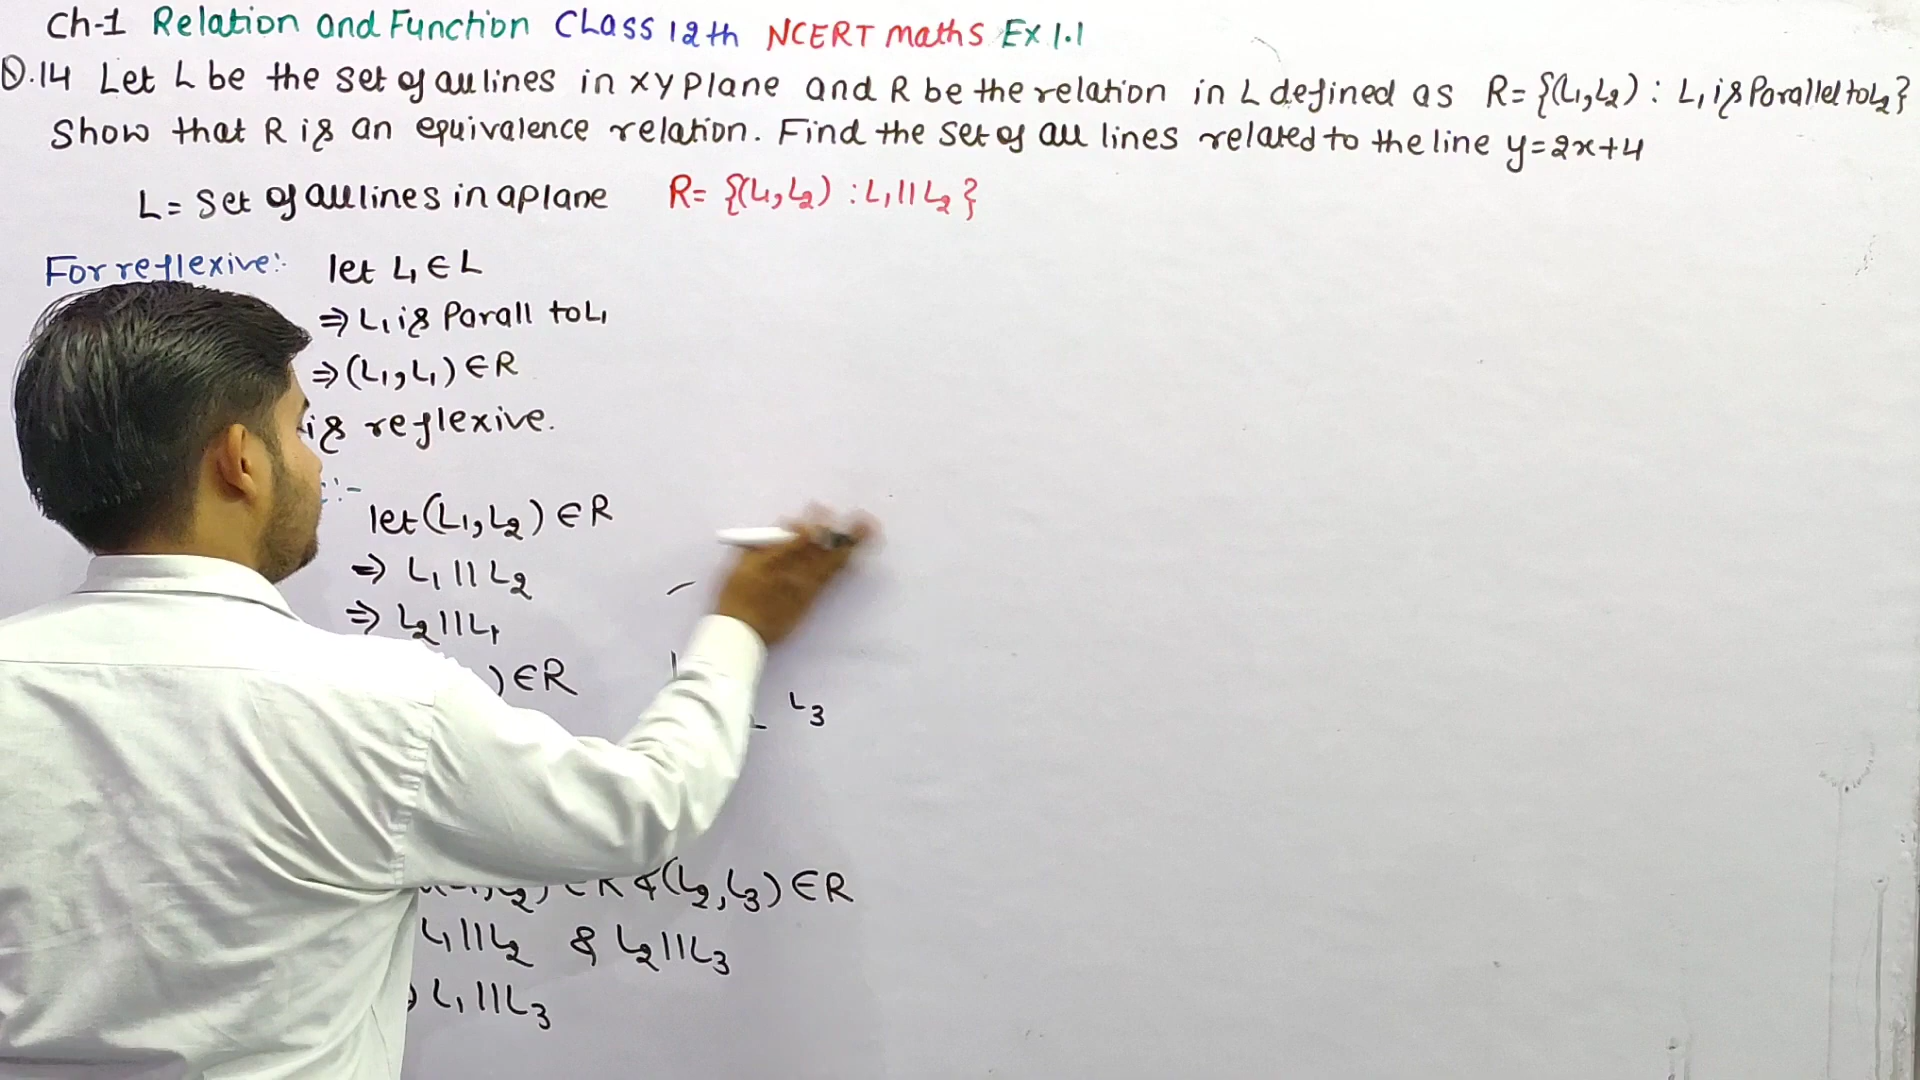 Ch-1 Relation and Function Class 12th NCERT maths Ex 1.1
Q.14 Let L be the set of all lines in xy plane and R be the relation in L defined as R={(L₁,L₂) : L₁ is Parallel to L₂}
Show that R is an equivalence relation. Find the set of all lines related to the line y=2x+4
L= set of all lines in a plane R= {(L₁,L₂) : L₁||L₂}
For reflexive:- let L₁∈L
⇒ L₁ is Parall to L₁
⇒(L₁,L₁)∈R
is reflexive.
:-
let(L₁,L₂)∈R
⇒ L₁||L₂
⇒ L₂||L₁
)∈R
L₃
∈R &(L₂,L₃)∈R
L₁||L₂ & L₂||L₃
L₁||L₃